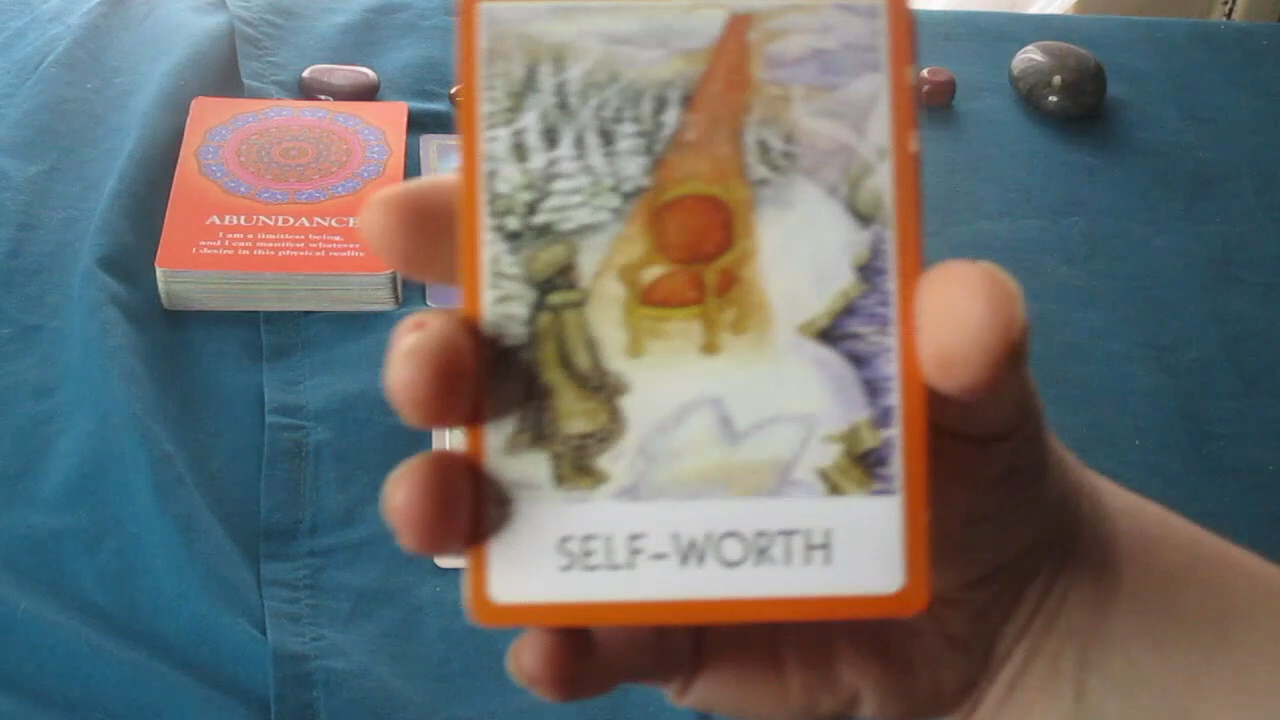 ABUNDANCE
I am a limitless being,
and I can manifest whatever
I desire in this physical reality
SELF-WORTH